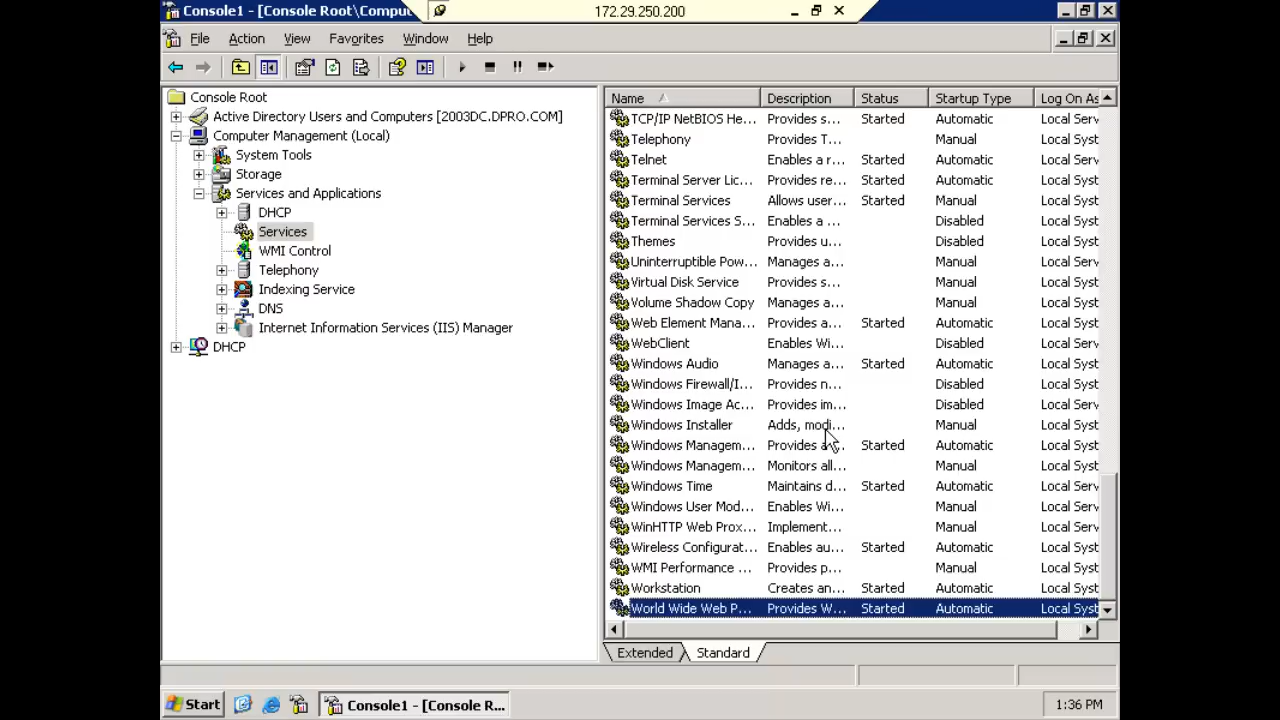 Console1 - [Console Root\Compu
172.29.250.200
File Action View Favorites Window Help
Console Root
Active Directory Users and Computers [2003DC.DPRO.COM]
Computer Management (Local)
System Tools
Storage
Services and Applications
DHCP
Services
WMI Control
Telephony
Indexing Service
DNS
Internet Information Services (IIS) Manager
DHCP
Name Description Status Startup Type Log On As
TCP/IP NetBIOS He... Provides s... Started Automatic Local Serv
Telephony Provides T... Manual Local Syst
Telnet Enables a r... Started Automatic Local Serv
Terminal Server Lic... Provides re... Started Automatic Local Syst
Terminal Services Allows user... Started Manual Local Syst
Terminal Services S... Enables a ... Disabled Local Syst
Themes Provides u... Disabled Local Syst
Uninterruptible Pow... Manages a... Manual Local Serv
Virtual Disk Service Provides s... Manual Local Syst
Volume Shadow Copy Manages a... Manual Local Syst
Web Element Mana... Provides a... Started Automatic Local Syst
WebClient Enables Wi... Disabled Local Serv
Windows Audio Manages a... Started Automatic Local Syst
Windows Firewall/I... Provides n... Disabled Local Syst
Windows Image Ac... Provides im... Disabled Local Serv
Windows Installer Adds, modi... Manual Local Syst
Windows Managem... Provides a... Started Automatic Local Syst
Windows Managem... Monitors all... Manual Local Syst
Windows Time Maintains d... Started Automatic Local Syst
Windows User Mod... Enables Wi... Manual Local Serv
WinHTTP Web Prox... Implement... Manual Local Serv
Wireless Configurat... Enables au... Started Automatic Local Syst
WMI Performance ... Provides p... Manual Local Syst
Workstation Creates an... Started Automatic Local Syst
World Wide Web P... Provides W... Started Automatic Local Syst
Extended Standard
Start Console1 - [Console R... 1:36 PM